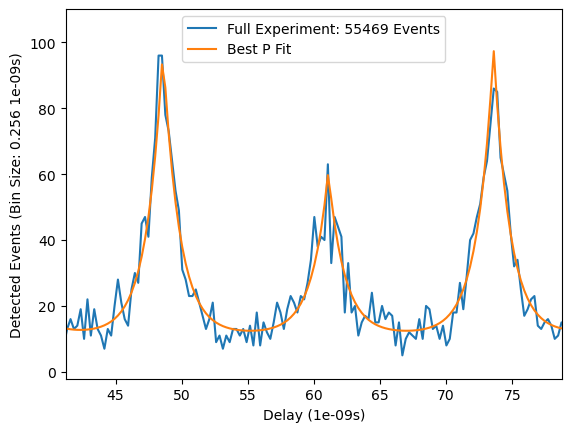 Full Experiment: 55469 Events
Best P Fit
Detected Events (Bin Size: 0.256 1e-09s)
100
80
60
40
20
0
45 50 55 60 65 70 75
Delay (1e-09s)